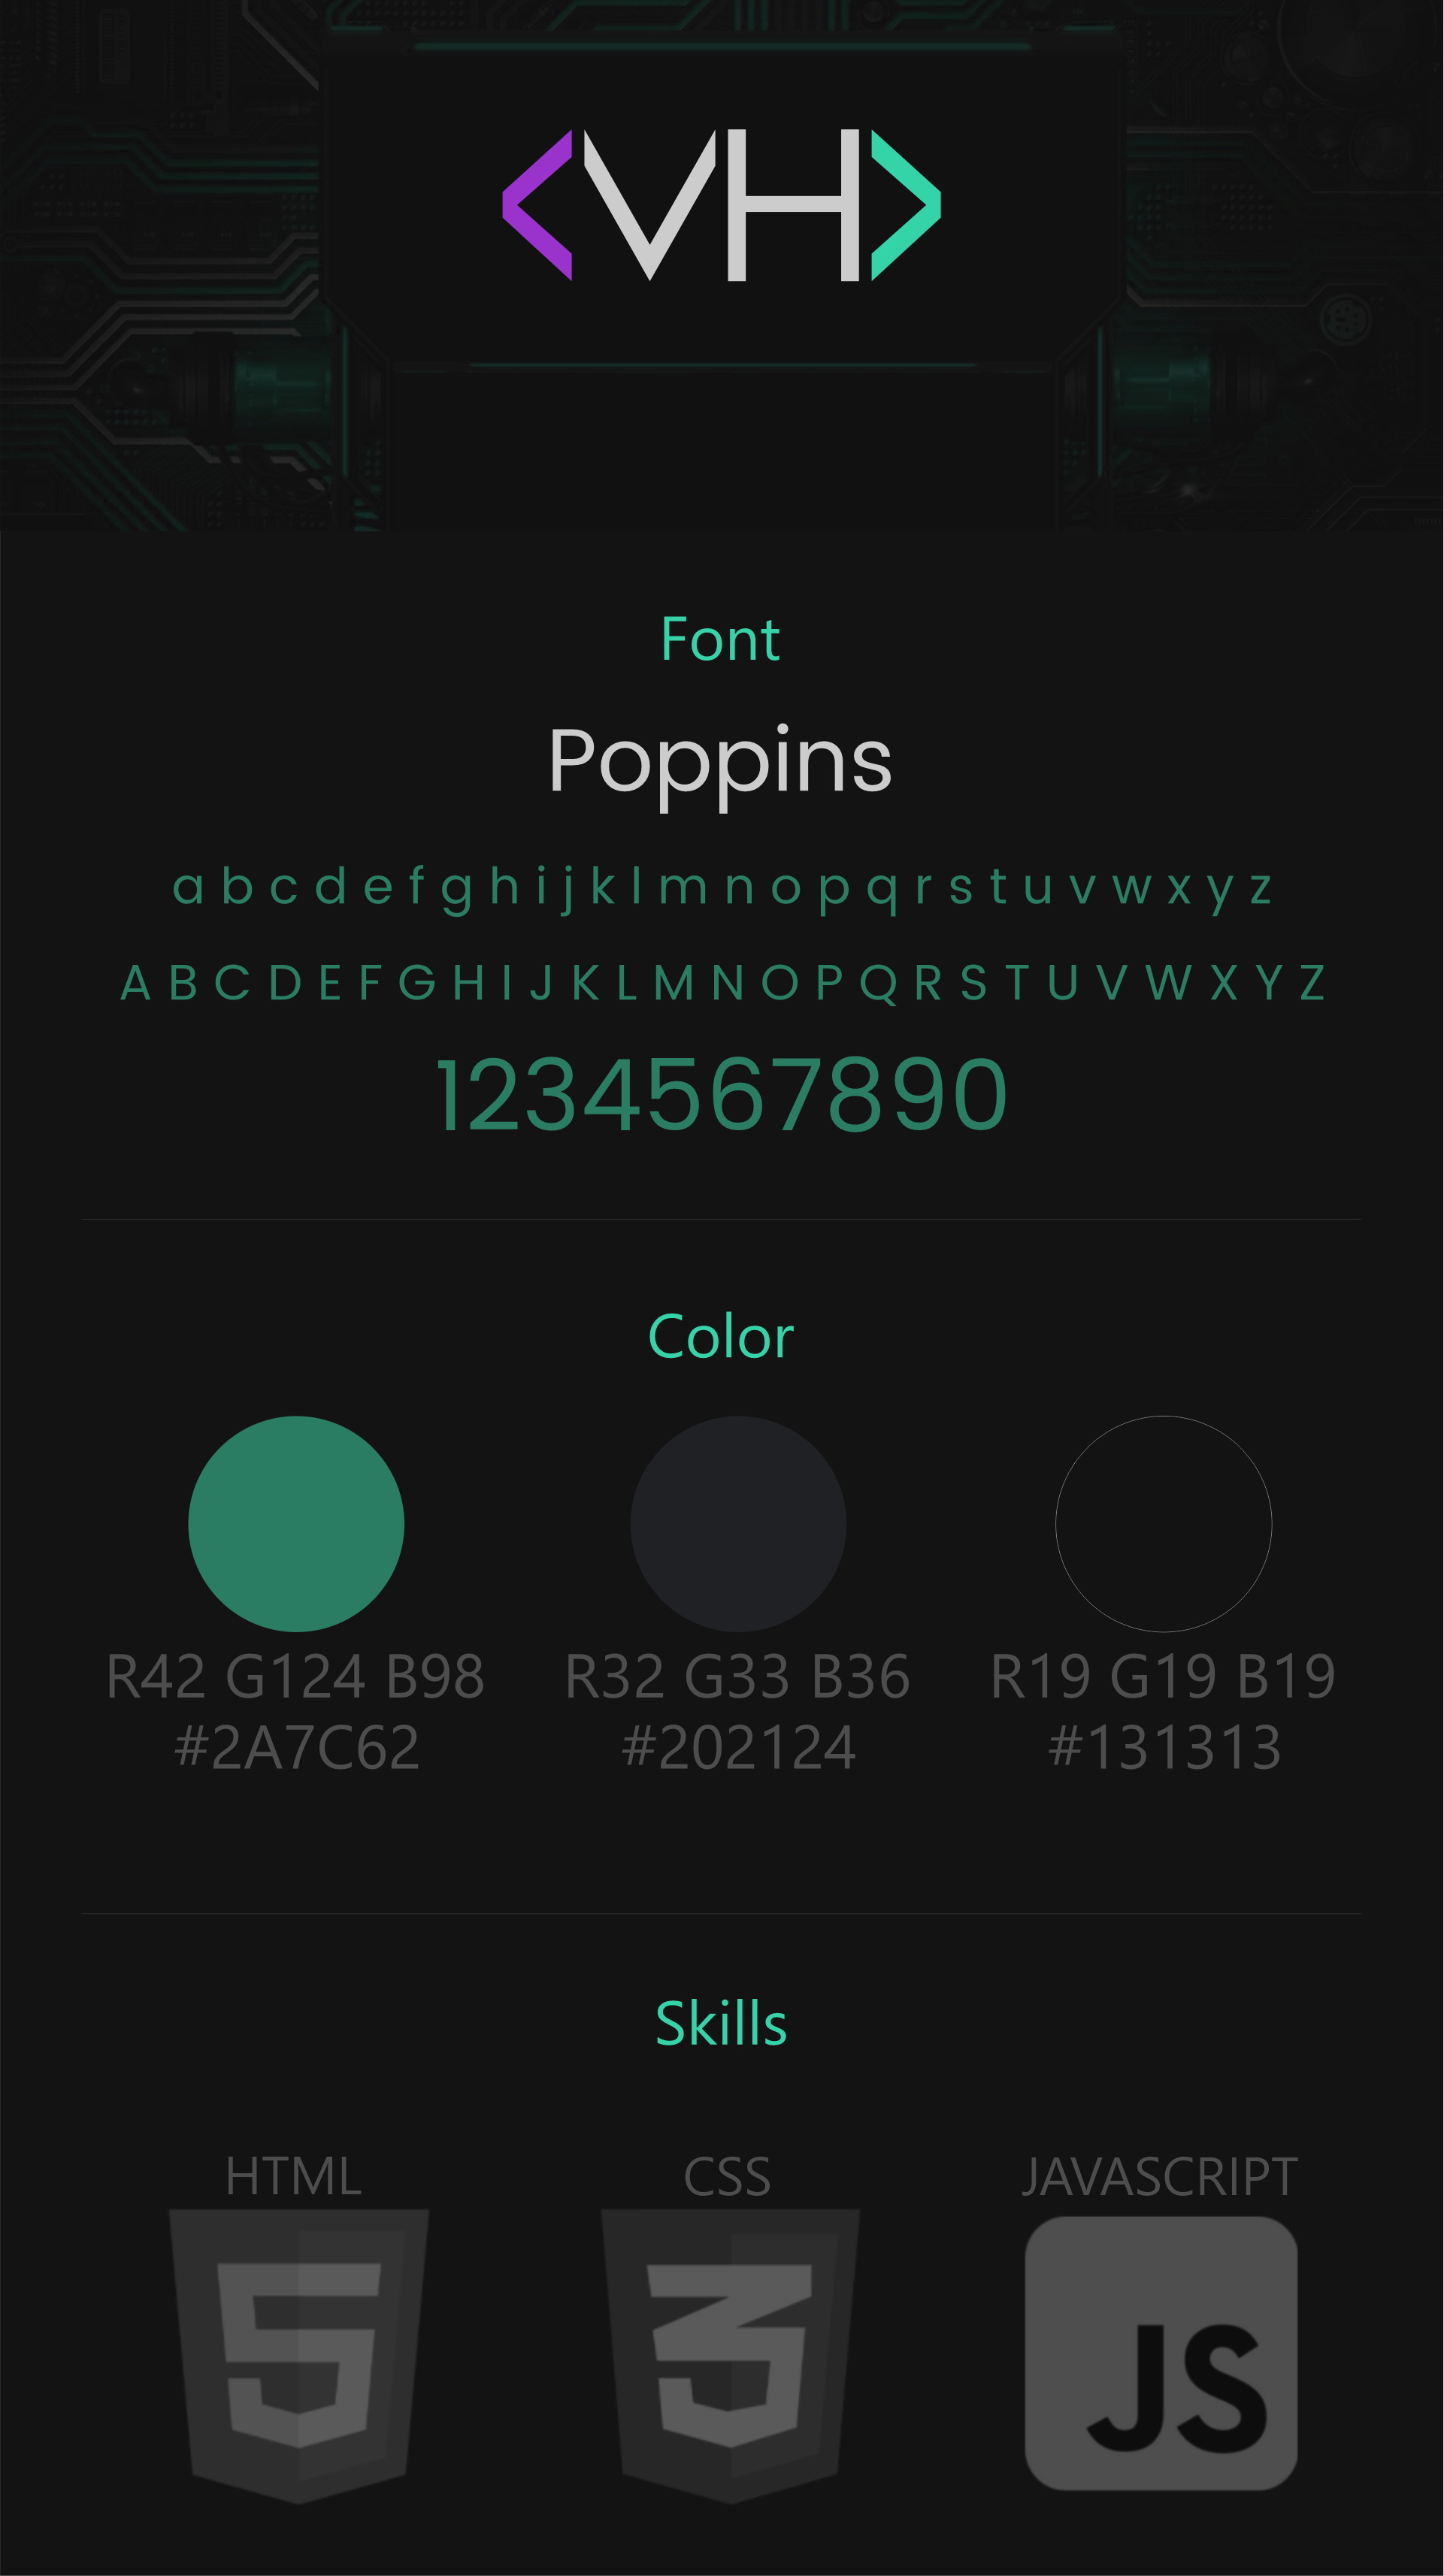 <VH>
Font
Poppins
a b c d e f g h i j k l m n o p q r s t u v w x y z
A B C D E F G H I J K L M N O P Q R S T U V W X Y Z
1234567890
Color
R42 G124 B98 R32 G33 B36 R19 G19 B19
#2A7C62 #202124 #131313
Skills
HTML CSS JAVASCRIPT
5 3 JS